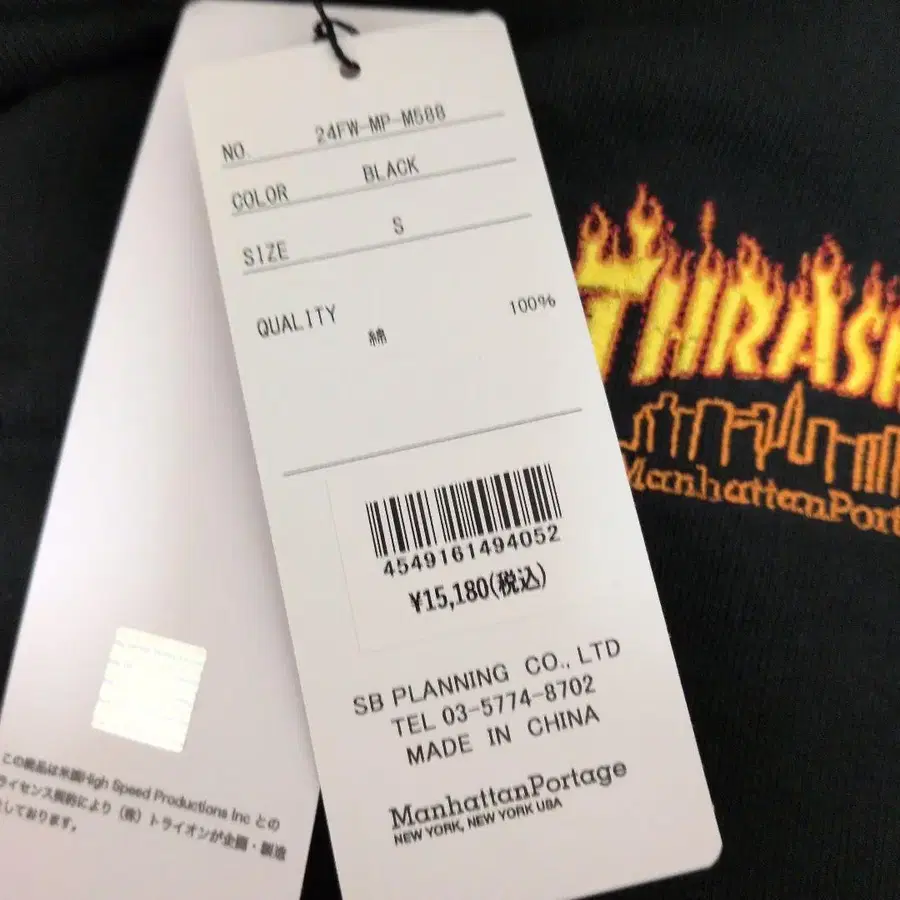 NO. 24FW-MP-M588
COLOR BLACK
SIZE S
QUALITY 100%
綿
4549161494052
¥15,180(税込)
SB PLANNING CO., LTD
TEL 03-5774-8702
MADE IN CHINA
ManhattanPortage
NEW YORK, NEW YORK USA
この商品は米国High Speed Productions Inc との
ライセンス契約により（株）トライオンが企画・製造
しております。
THRAS
ManhattanPort